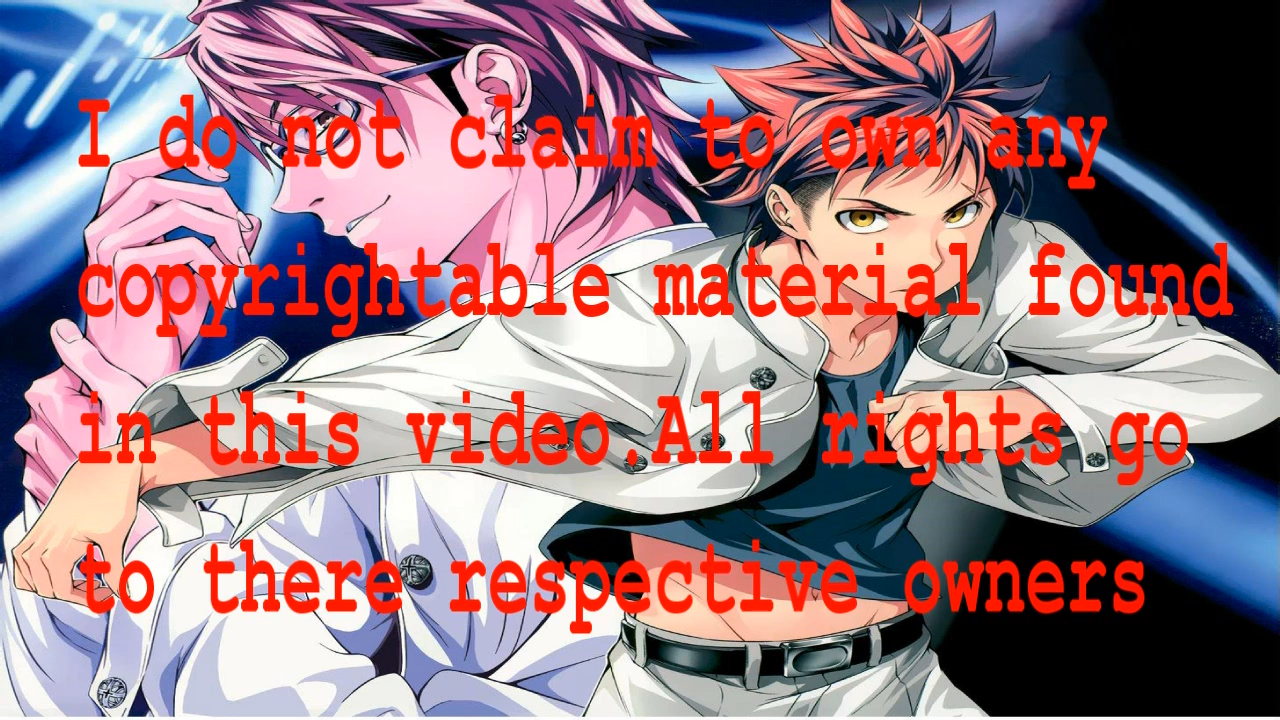 I do not claim to own any
copyrightable material found
in this video.All rights go
to there respective owners